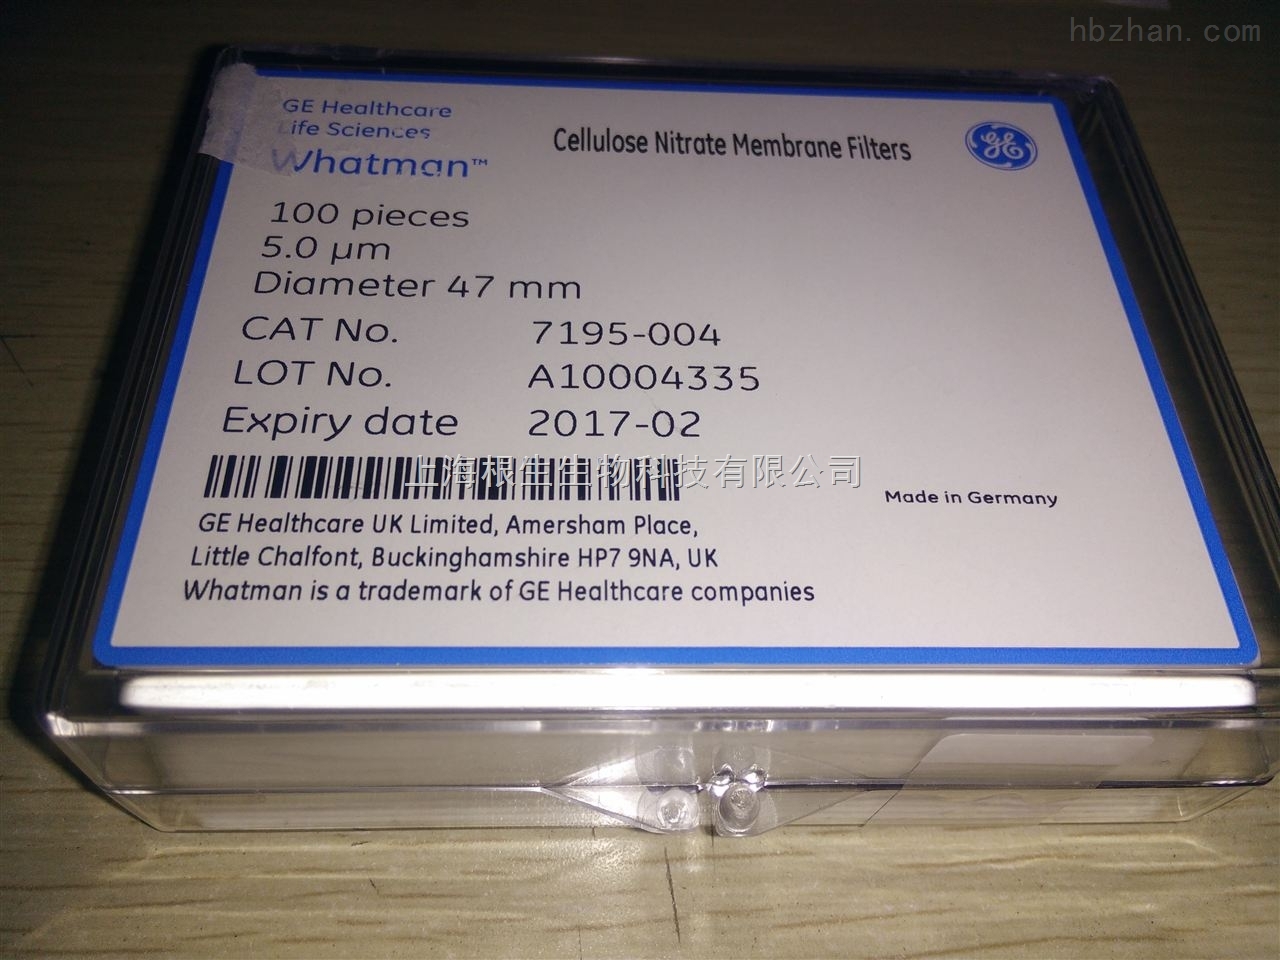 hbzhan.com
GE Healthcare
Life Sciences
Whatman™
Cellulose Nitrate Membrane Filters
GE
100 pieces
5.0 µm
Diameter 47 mm
CAT No. 7195-004
LOT No. A10004335
Expiry date 2017-02
上海根生生物科技有限公司
Made in Germany
GE Healthcare UK Limited, Amersham Place,
Little Chalfont, Buckinghamshire HP7 9NA, UK
Whatman is a trademark of GE Healthcare companies